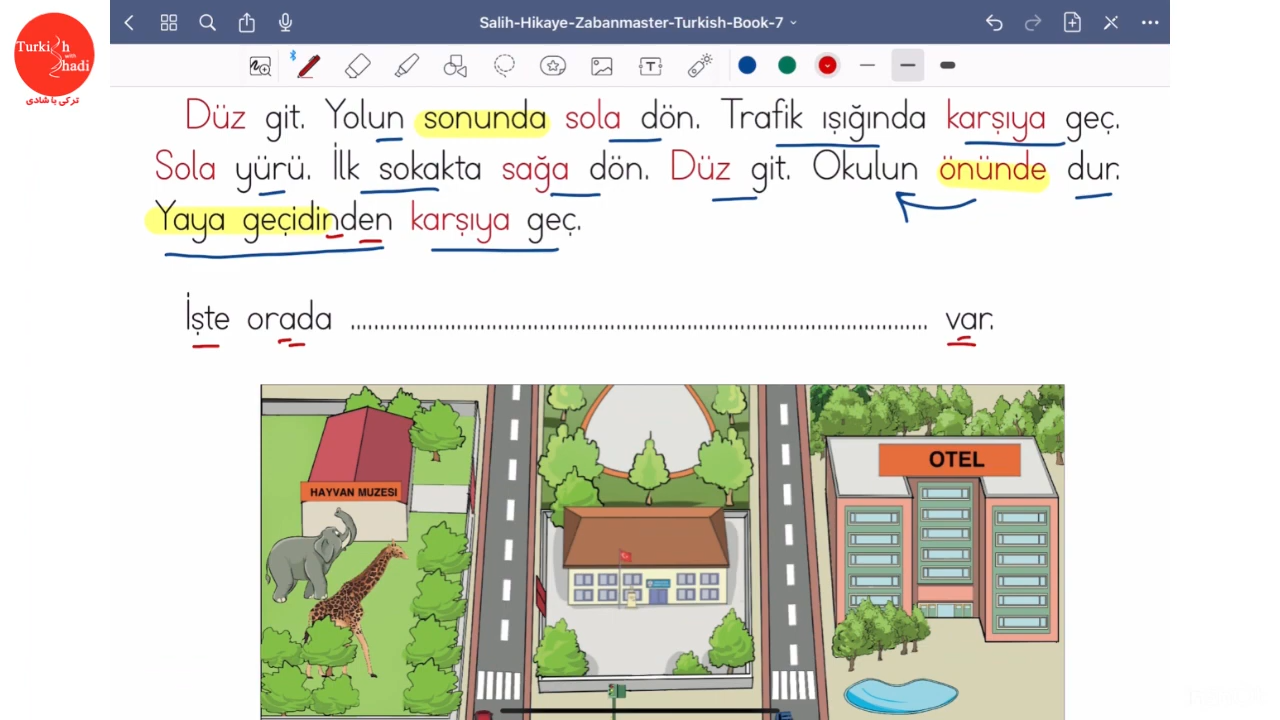 Salih-Hikaye-Zabanmaster-Turkish-Book-7
Turkish
with
Shadi
ترکی با شادی
Düz git. Yolun sonunda sola dön. Trafik ışığında karşıya geç.
Sola yürü. İlk sokakta sağa dön. Düz git. Okulun önünde dur.
Yaya geçidinden karşıya geç.
İşte orada ........................................ var.
OTEL
HAYVAN MUZESI